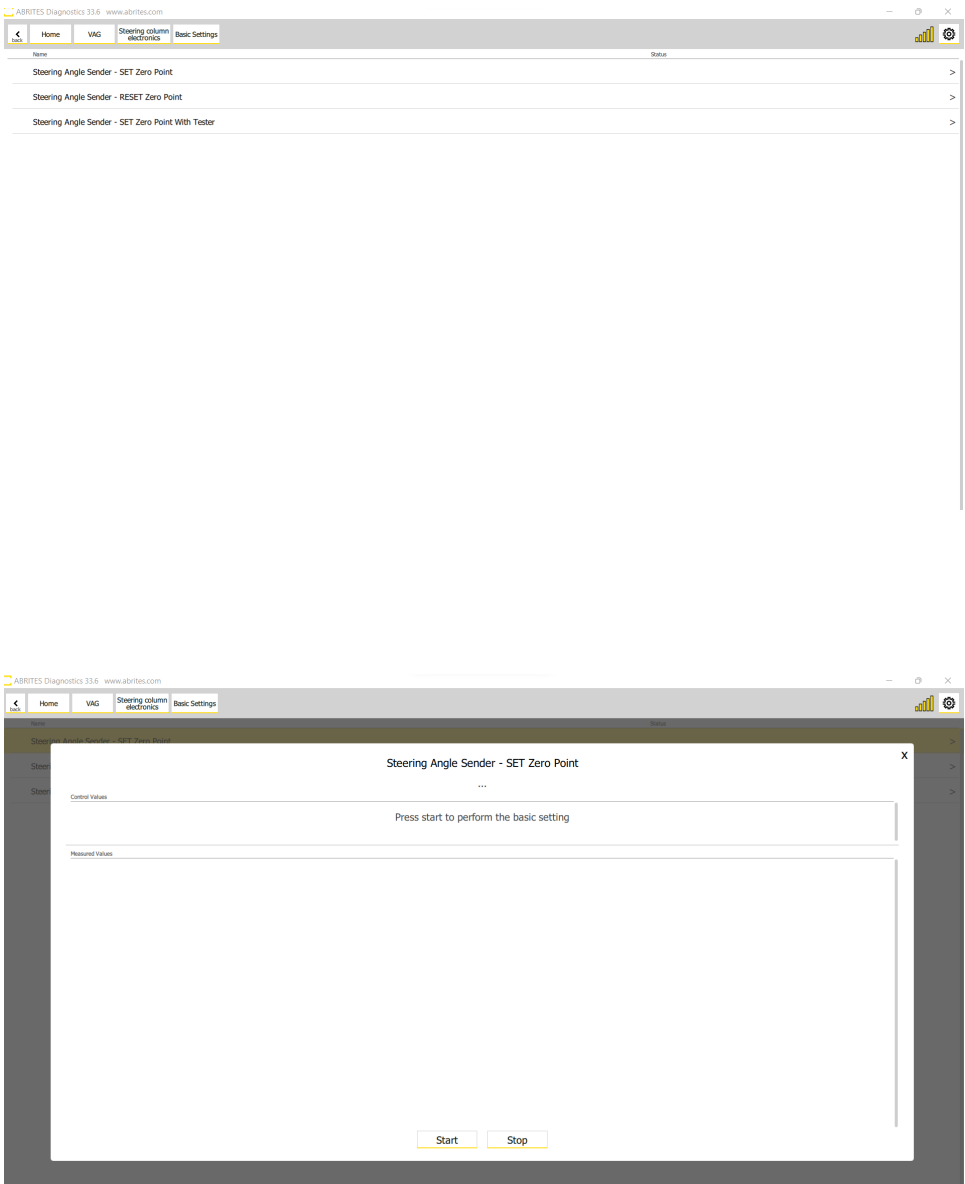 ABRITES Diagnostics 33.6 www.abrites.com
back
Home
VAG
Steering column
electronics
Basic Settings
Name
Status
Steering Angle Sender - SET Zero Point
>
Steering Angle Sender - RESET Zero Point
>
Steering Angle Sender - SET Zero Point With Tester
>
ABRITES Diagnostics 33.6 www.abrites.com
back
Home
VAG
Steering column
electronics
Basic Settings
Name
Status
Steering Angle Sender - SET Zero Point
>
Steeri
>
Steeri
>
X
Steering Angle Sender - SET Zero Point
...
Control Values
Press start to perform the basic setting
Measured Values
Start
Stop